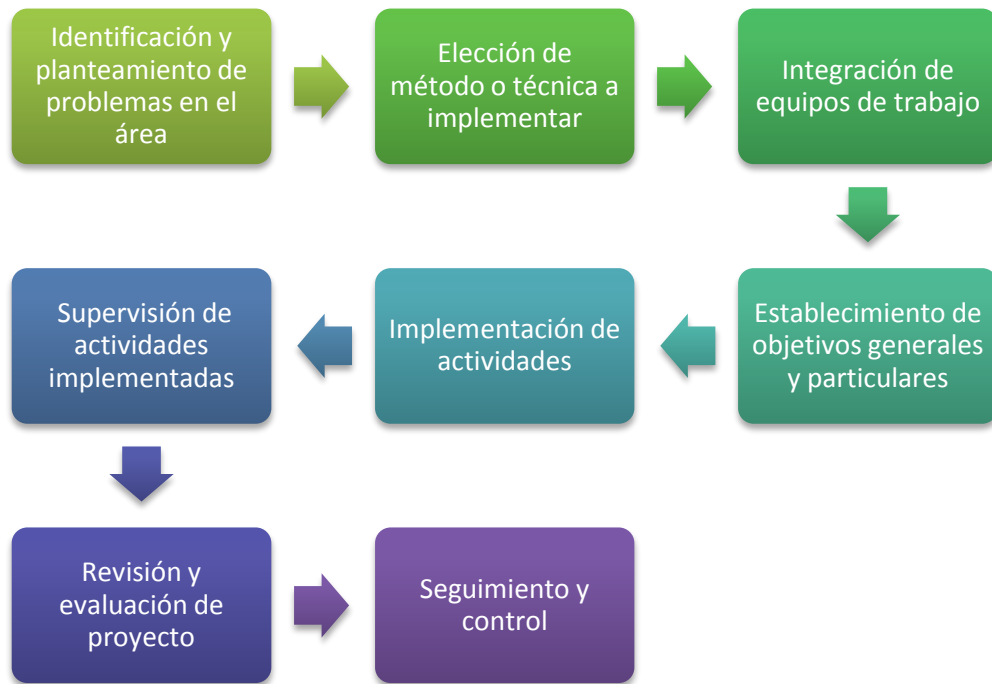 Identificación y
planteamiento de
problemas en el
área
Elección de
método o técnica a
implementar
Integración de
equipos de trabajo
Establecimiento de
objetivos generales
y particulares
Implementación de
actividades
Supervisión de
actividades
implementadas
Revisión y
evaluación de
proyecto
Seguimiento y
control